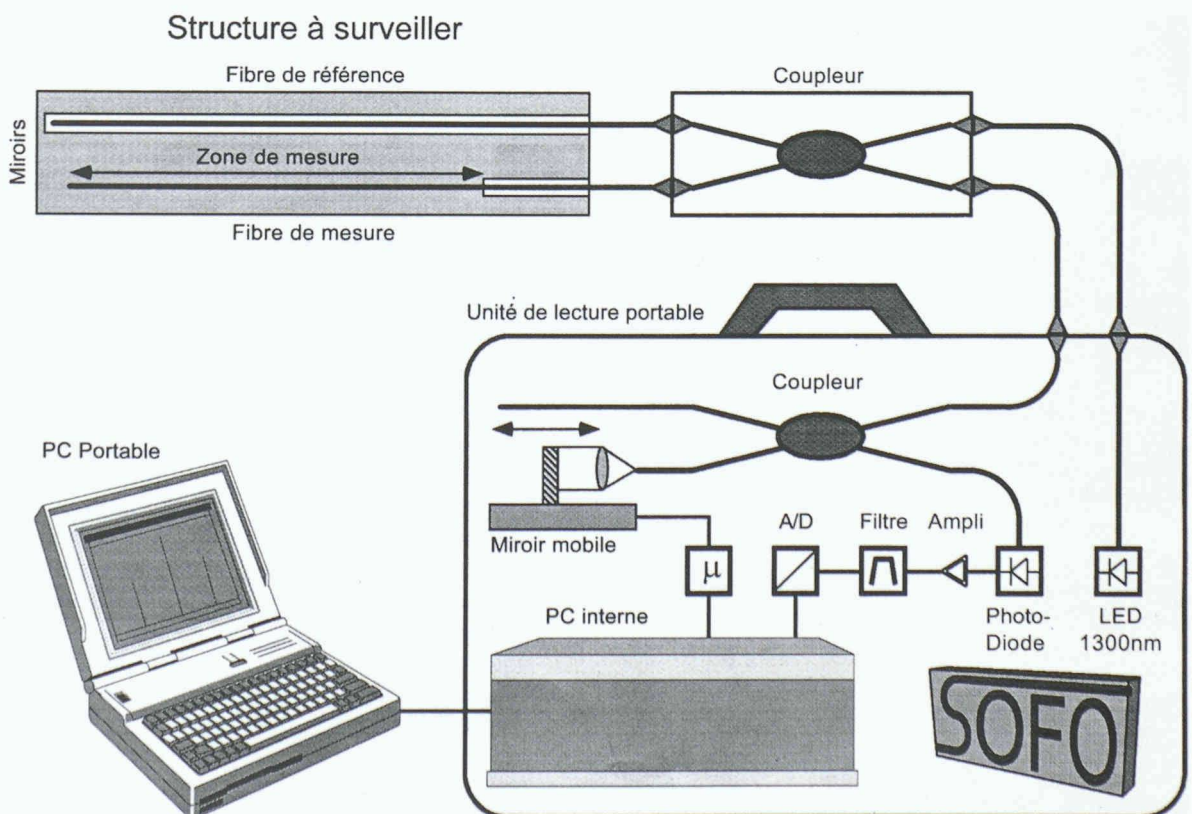 Structure à surveiller
Fibre de référence
Coupleur
Miroirs
Zone de mesure
Fibre de mesure
Unité de lecture portable
Coupleur
PC Portable
Miroir mobile
A/D
Filtre
Ampli
µ
PC interne
Photo-
Diode
LED
1300nm
SOFO